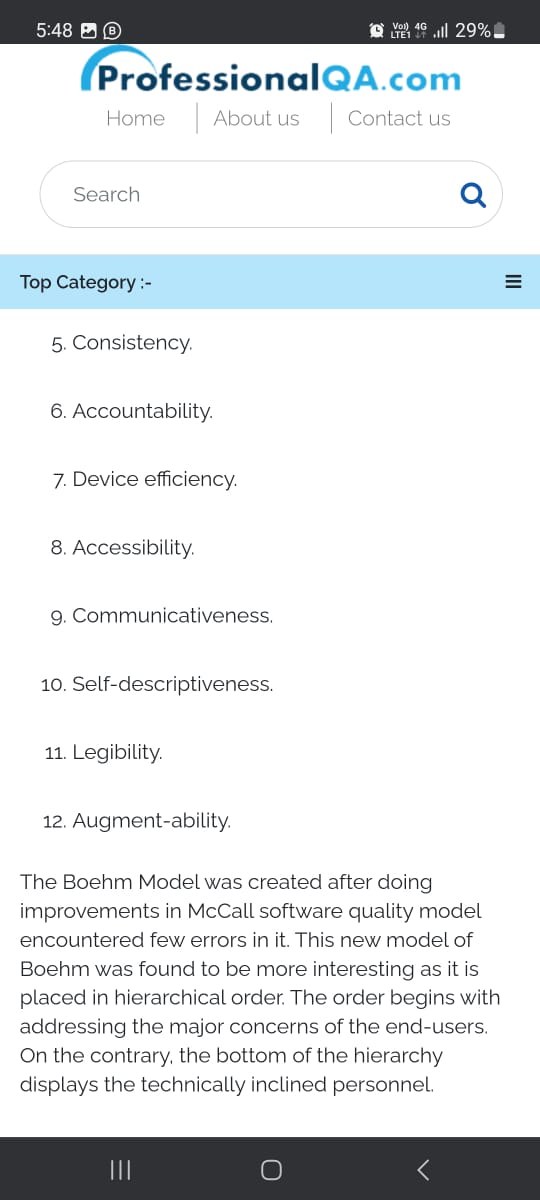 5:48
Vo)) 4G
LTE1
29%
ProfessionalQA.com
Home About us Contact us
Search
Top Category :-
5. Consistency.
6. Accountability.
7. Device efficiency.
8. Accessibility.
9. Communicativeness.
10. Self-descriptiveness.
11. Legibility.
12. Augment-ability.
The Boehm Model was created after doing
improvements in McCall software quality model
encountered few errors in it. This new model of
Boehm was found to be more interesting as it is
placed in hierarchical order. The order begins with
addressing the major concerns of the end-users.
On the contrary, the bottom of the hierarchy
displays the technically inclined personnel.